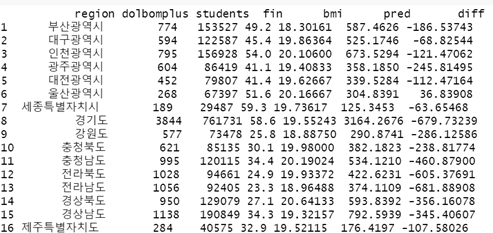 region dolbomplus students fin bmi pred diff
1 부산광역시 774 153527 49.2 18.30161 587.4626 -186.53743
2 대구광역시 594 122587 45.4 19.86364 525.1746 -68.82544
3 인천광역시 795 156928 54.0 20.10600 673.5294 -121.47062
4 광주광역시 604 86419 41.1 19.40833 358.1850 -245.81495
5 대전광역시 452 79807 41.4 19.62667 339.5284 -112.47164
6 울산광역시 268 67397 51.6 20.16667 304.8391 36.83908
7 세종특별자치시 189 29487 59.3 19.73617 125.3453 -63.65468
8 경기도 3844 761731 58.6 19.55243 3164.2676 -679.73239
9 강원도 577 73478 25.8 18.88750 290.8741 -286.12586
10 충청북도 621 85135 30.1 19.98000 382.1823 -238.81774
11 충청남도 995 120115 34.4 20.19024 534.1210 -460.87900
12 전라북도 1028 94661 24.9 19.93372 422.6231 -605.37691
13 전라남도 1056 92405 23.3 18.96488 374.1109 -681.88908
14 경상북도 950 129079 27.1 20.64133 593.8392 -356.16078
15 경상남도 1138 190849 34.3 19.32157 792.5939 -345.40607
16 제주특별자치도 284 40575 32.9 19.52115 176.4197 -107.58026